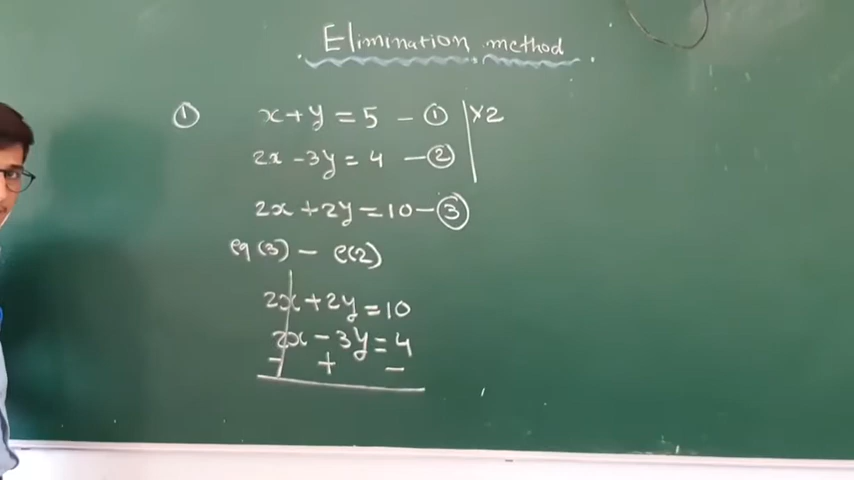 Elimination method
① x + y = 5 - ① | ×2
2x - 3y = 4 - ②
2x + 2y = 10 - ③
eq (3) - e(2)
2x + 2y = 10
2x - 3y = 4
- + -